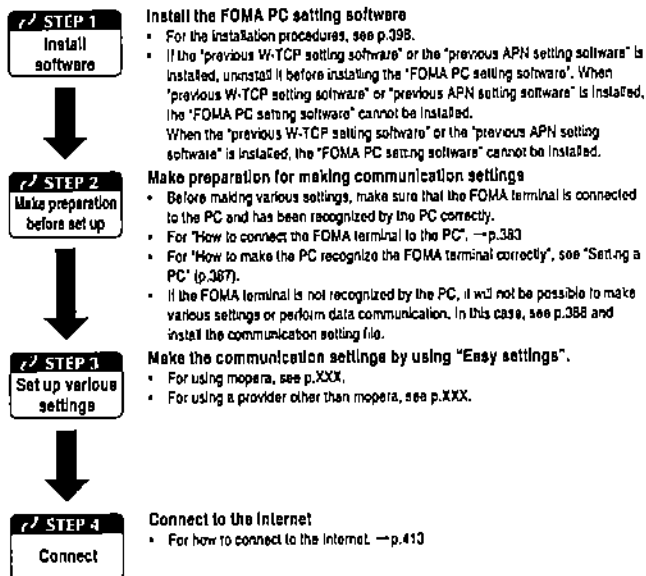 STEP 1
Install
software
Install the FOMA PC setting software
• For the installation procedures, see p.398.
• If the "previous W-TCP setting software" or the "previous APN setting software" is
installed, uninstall it before installing the "FOMA PC setting software". When
"previous W-TCP setting software" or "previous APN setting software" is installed,
the "FOMA PC setting software" cannot be installed.
When the "previous W-TCP setting software" or the "previous APN setting
software" is installed, the "FOMA PC setting software" cannot be installed.
STEP 2
Make preparation
before set up
Make preparation for making communication settings
• Before making various settings, make sure that the FOMA terminal is connected
to the PC and has been recognized by the PC correctly.
• For "How to connect the FOMA terminal to the PC", →p.383
• For "How to make the PC recognize the FOMA terminal correctly", see "Setting a
PC" (p.387).
• If the FOMA terminal is not recognized by the PC, it will not be possible to make
various settings or perform data communication. In this case, see p.388 and
install the communication setting file.
STEP 3
Set up various
settings
Make the communication settings by using "Easy settings".
• For using mopera, see p.XXX.
• For using a provider other than mopera, see p.XXX.
STEP 4
Connect
Connect to the Internet
• For how to connect to the Internet. →p.413